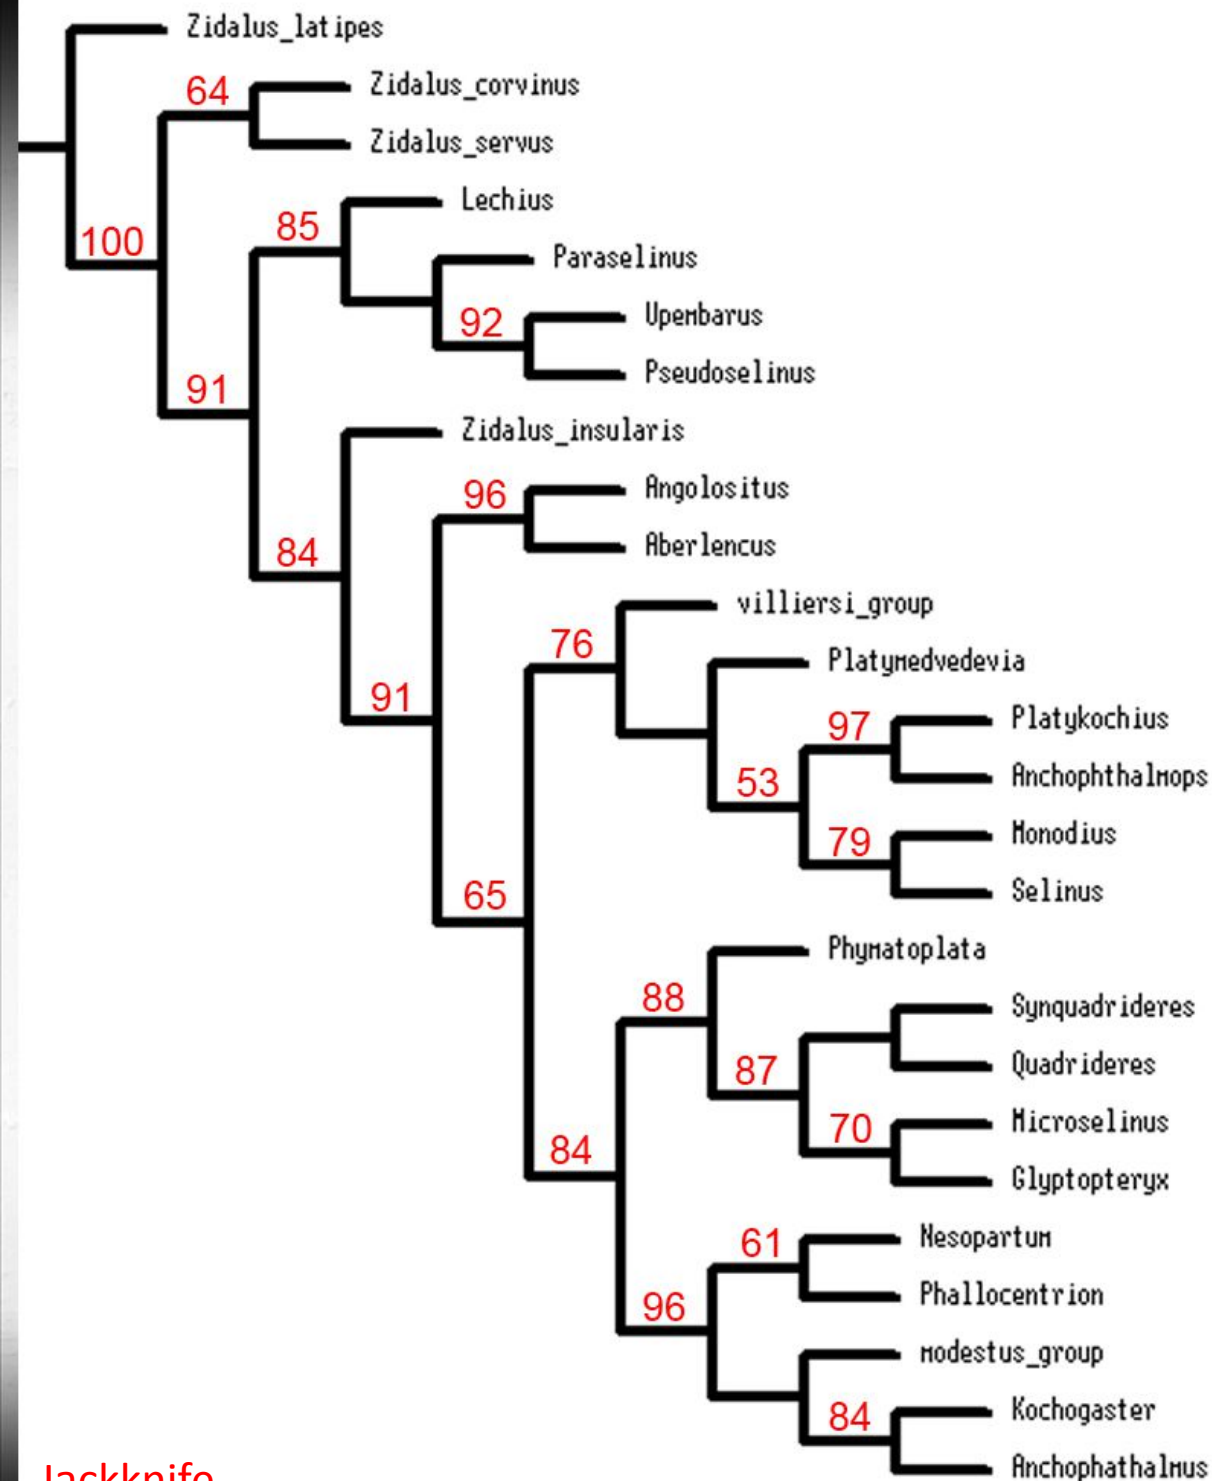 Zidalus_latipes
64
Zidalus_corvinus
Zidalus_servus
Lechius
85
100
Paraselinus
92
Upembarus
Pseudoselinus
91
Zidalus_insularis
96
Angolositus
Aberlencus
84
villiersi_group
76
Platymedvedevia
91
97
Platykochius
53
Anchophthalmops
79
Monodius
Selinus
65
Phymatoplata
88
Synquadrideres
87
Quadrideres
70
Microselinus
84
Glyptopteryx
61
Nesopartum
96
Phallocentrion
modestus_group
84
Kochogaster
Anchophathalmus
Jackknife